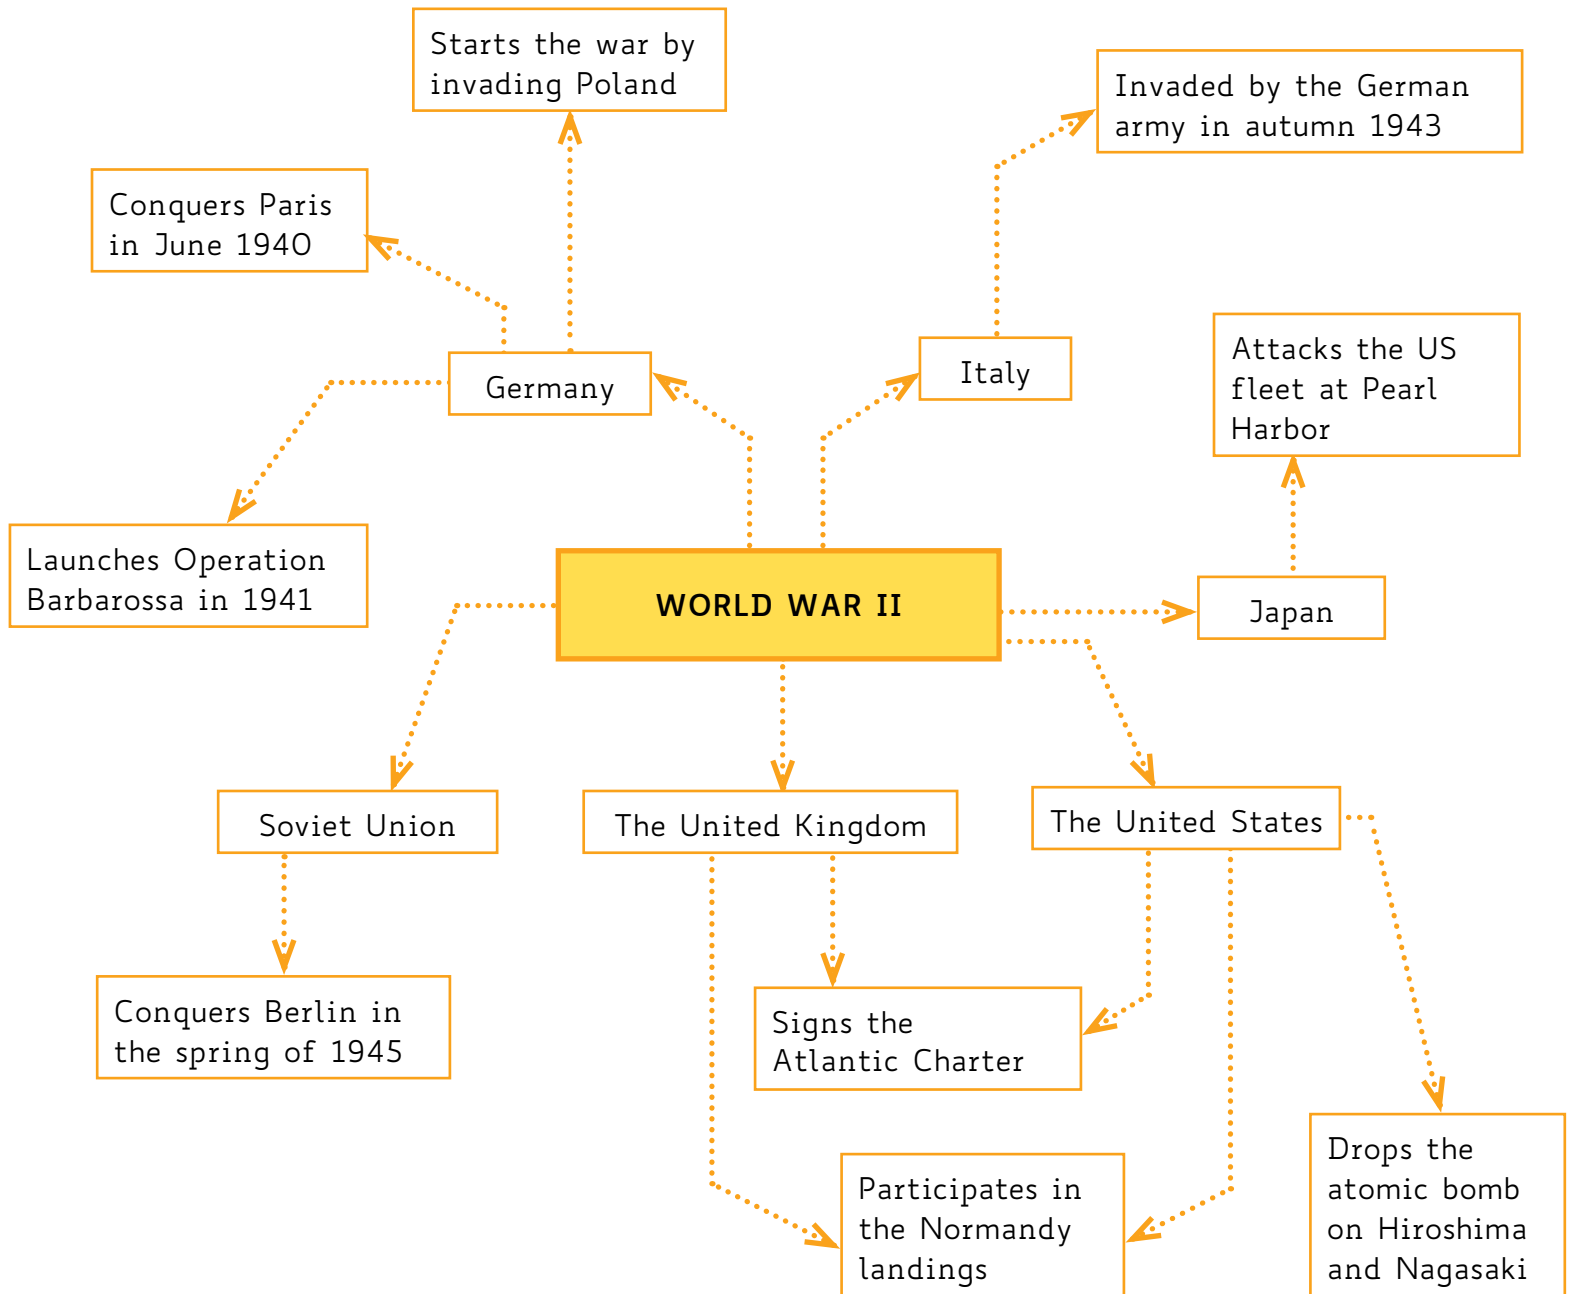 Starts the war by
invading Poland
Invaded by the German
army in autumn 1943
Conquers Paris
in June 1940
Attacks the US
fleet at Pearl
Harbor
Germany
Italy
Launches Operation
Barbarossa in 1941
WORLD WAR II
Japan
Soviet Union
The United Kingdom
The United States
Conquers Berlin in
the spring of 1945
Signs the
Atlantic Charter
Participates in
the Normandy
landings
Drops the
atomic bomb
on Hiroshima
and Nagasaki